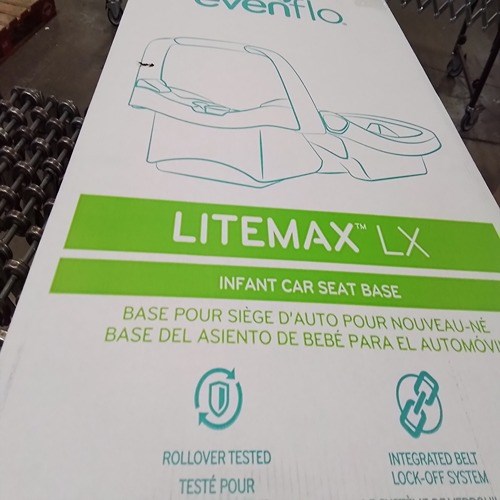 evenflo
LITEMAX™ LX
INFANT CAR SEAT BASE
BASE POUR SIÈGE D'AUTO POUR NOUVEAU-NÉ
BASE DEL ASIENTO DE BEBÉ PARA EL AUTOMÓVI
ROLLOVER TESTED
TESTÉ POUR
INTEGRATED BELT
LOCK-OFF SYSTEM